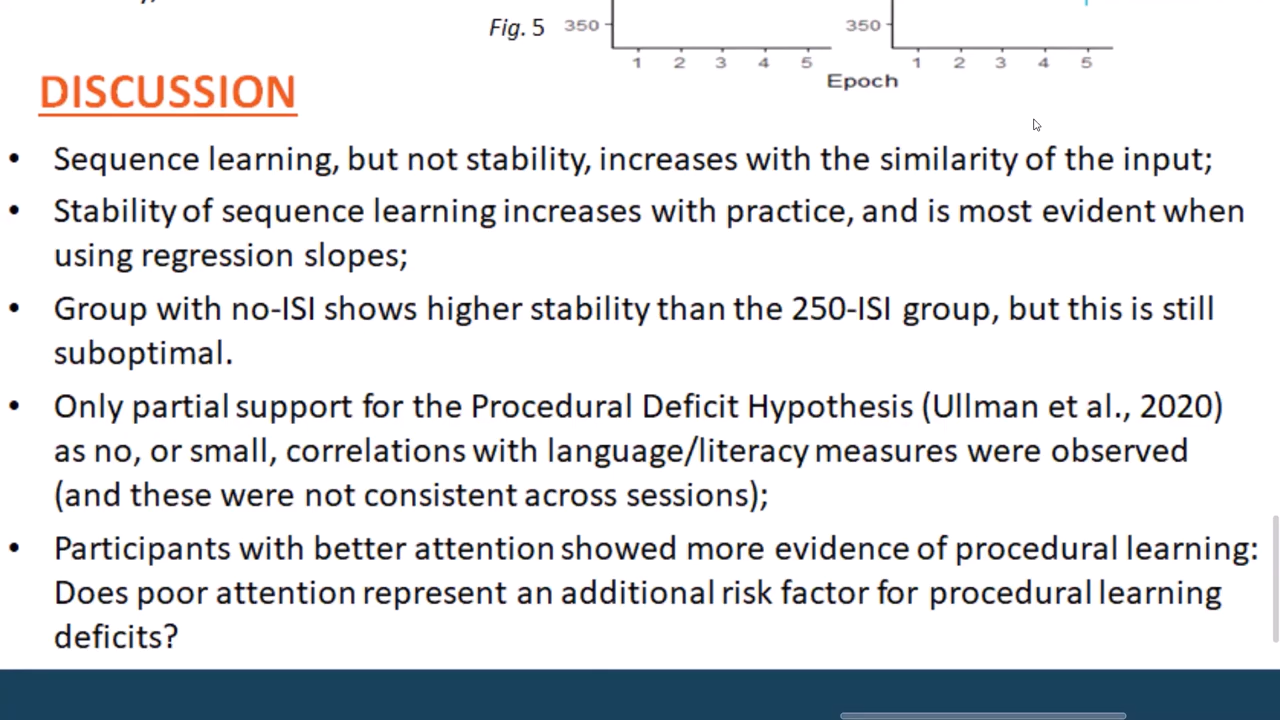 Fig. 5
350
350
1 2 3 4 5
1 2 3 4 5
Epoch
DISCUSSION
• Sequence learning, but not stability, increases with the similarity of the input;
• Stability of sequence learning increases with practice, and is most evident when
using regression slopes;
• Group with no-ISI shows higher stability than the 250-ISI group, but this is still
suboptimal.
• Only partial support for the Procedural Deficit Hypothesis (Ullman et al., 2020)
as no, or small, correlations with language/literacy measures were observed
(and these were not consistent across sessions);
• Participants with better attention showed more evidence of procedural learning:
Does poor attention represent an additional risk factor for procedural learning
deficits?